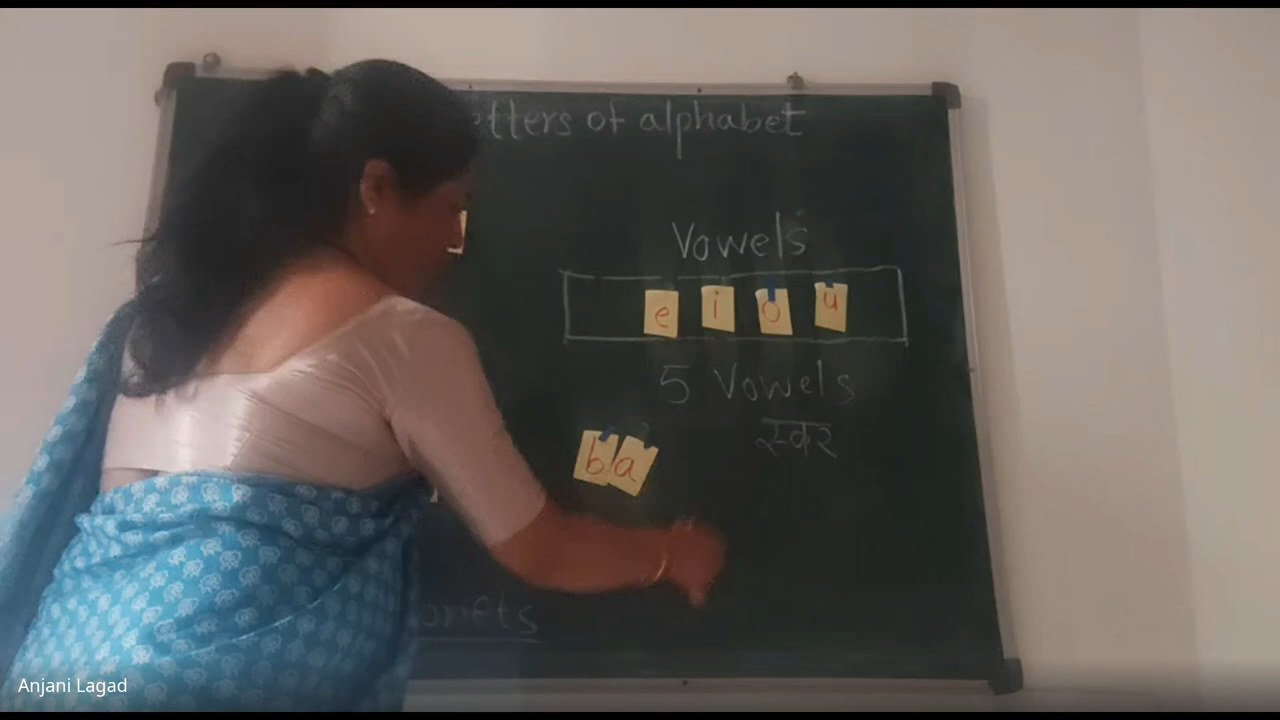 etters of alphabet
Vowels
e i o u
5 Vowels
स्वर
b a
Anjani Lagad